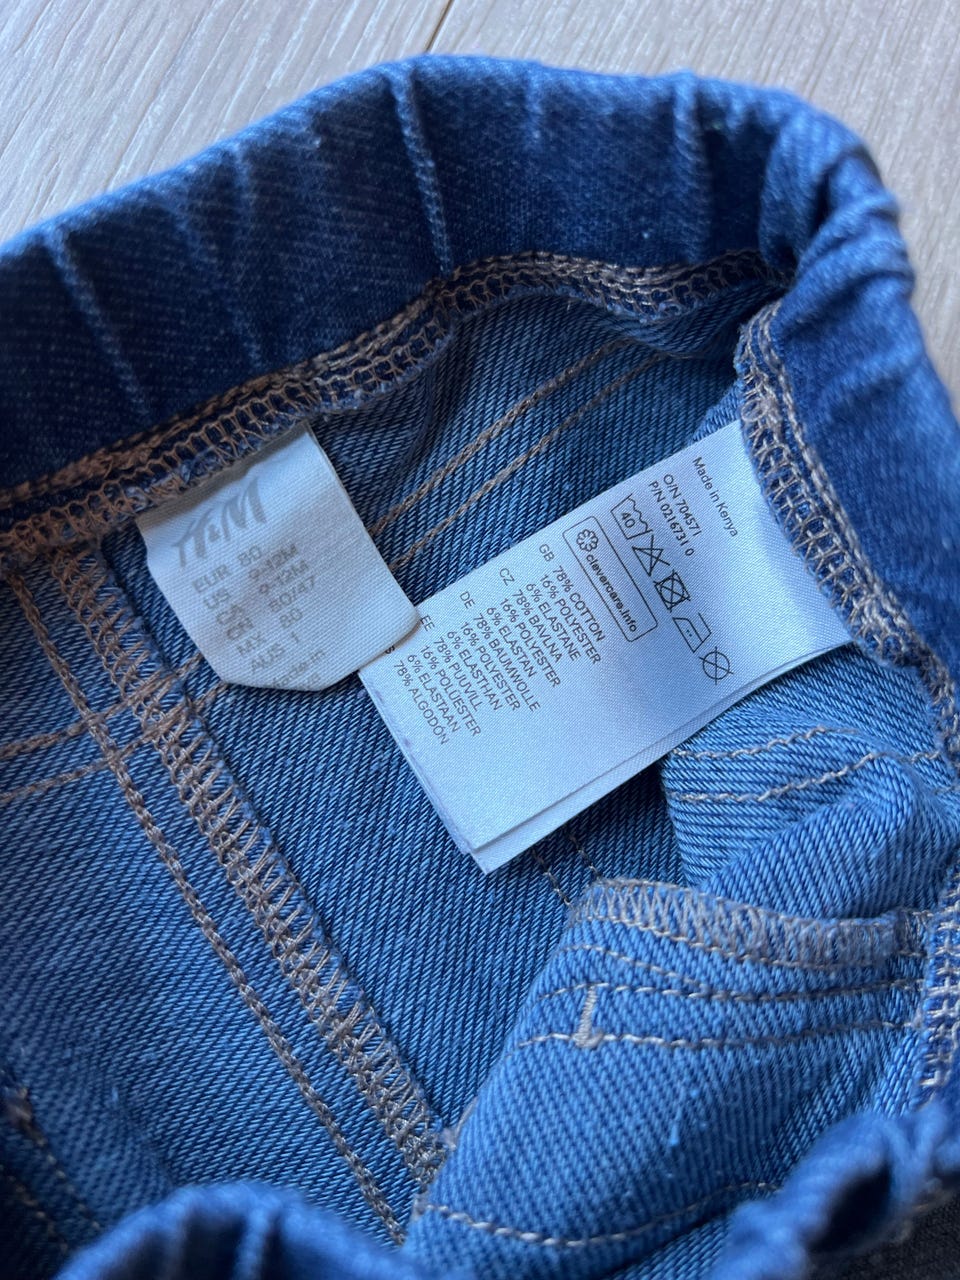 H&M
EUR 80
US 9-12M
CA 9-12M
80/47
MX 80
AUS 1
Made in Kenya
O/N 704571
P/N 0216731 0
40
clevercare.info
GB 78% COTTON
16% POLYESTER
6% ELASTANE
CZ 78% BAVLNA
16% POLYESTER
6% ELASTAN
DE 78% BAUMWOLLE
16% POLYESTER
6% ELASTHAN
EE 78% PUUVILL
16% POLÜESTER
6% ELASTAAN
78% ALGODÓN